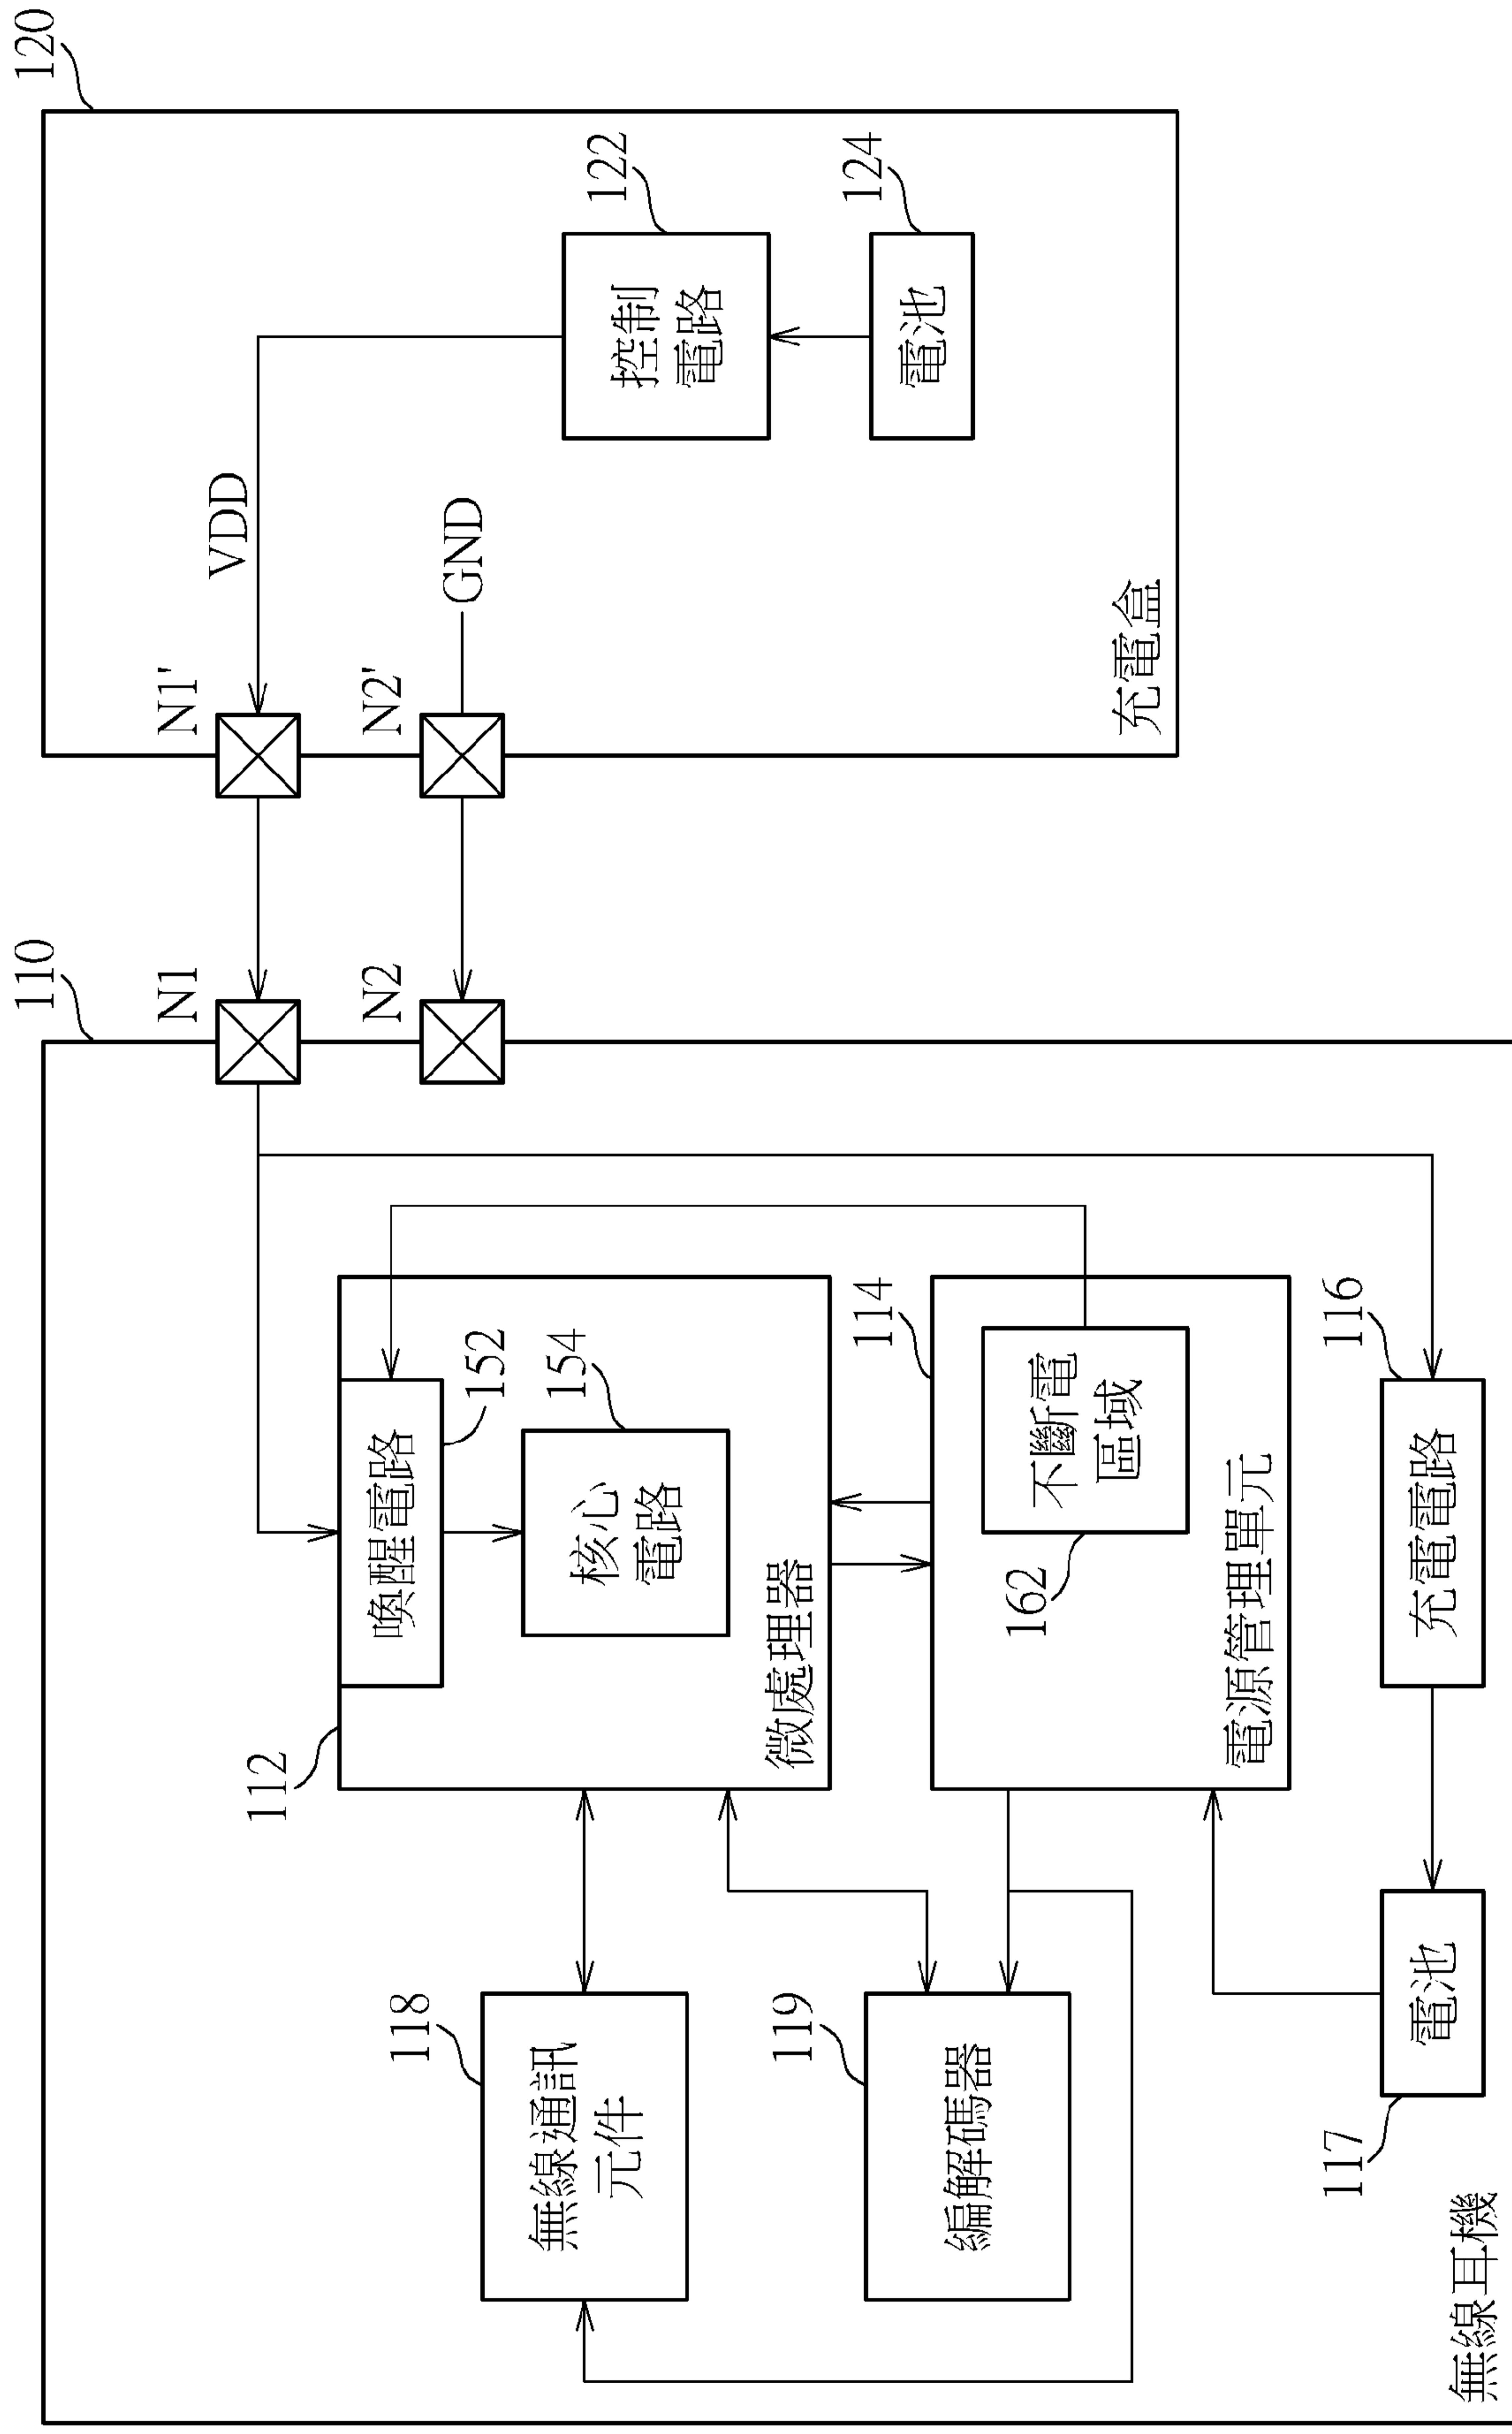 110
120
無線耳機
充電盒
112
喚醒電路
152
核心
電路
154
微處理器
N1
N2
N1'
N2'
VDD
GND
控制
電路
122
電池
124
118
無線通訊
元件
119
編解碼器
114
不斷電
區域
162
電源管理單元
117
電池
116
充電電路